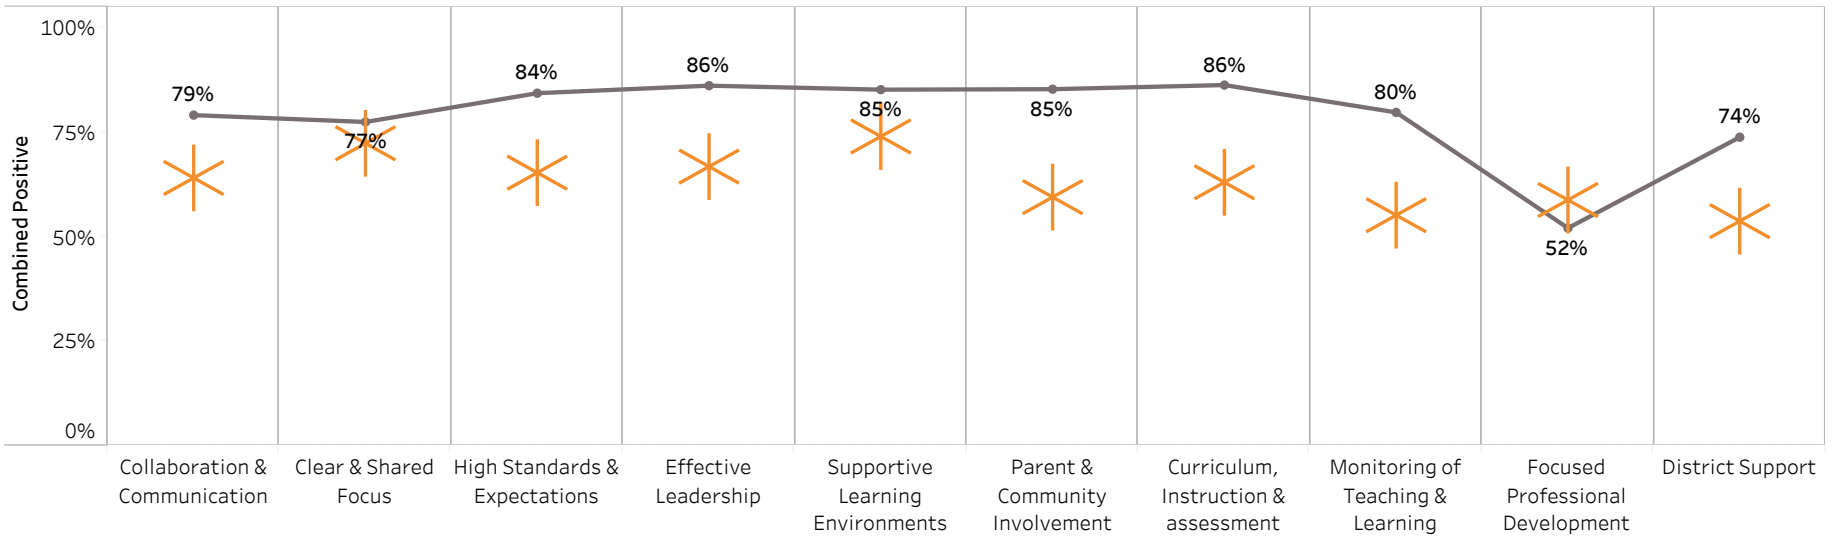 Combined Positive
100%
75%
50%
25%
0%
79%
77%
84%
86%
85%
85%
86%
80%
52%
74%
Collaboration &
Communication
Clear & Shared
Focus
High Standards &
Expectations
Effective
Leadership
Supportive
Learning
Environments
Parent &
Community
Involvement
Curriculum,
Instruction &
assessment
Monitoring of
Teaching &
Learning
Focused
Professional
Development
District Support